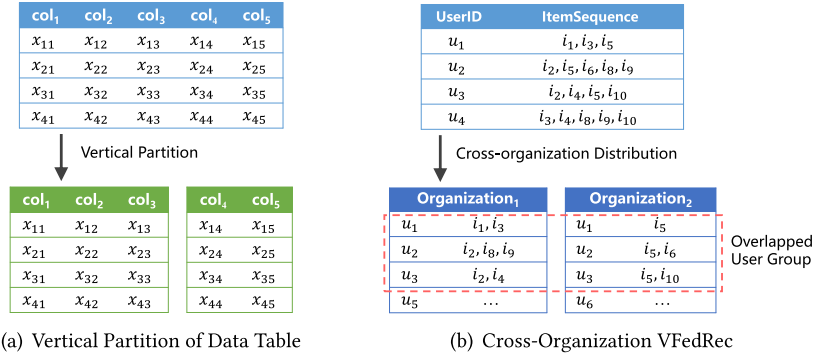 col₁ col₂ col₃ col₄ col₅
x₁₁ x₁₂ x₁₃ x₁₄ x₁₅
x₂₁ x₂₂ x₂₃ x₂₄ x₂₅
x₃₁ x₃₂ x₃₃ x₃₄ x₃₅
x₄₁ x₄₂ x₄₃ x₄₄ x₄₅
Vertical Partition
col₁ col₂ col₃
x₁₁ x₁₂ x₁₃
x₂₁ x₂₂ x₂₃
x₃₁ x₃₂ x₃₃
x₄₁ x₄₂ x₄₃
col₄ col₅
x₁₄ x₁₅
x₂₄ x₂₅
x₃₄ x₃₅
x₄₄ x₄₅
(a) Vertical Partition of Data Table
UserID ItemSequence
u₁ i₁, i₃, i₅
u₂ i₂, i₅, i₆, i₈, i₉
u₃ i₂, i₄, i₅, i₁₀
u₄ i₃, i₄, i₈, i₉, i₁₀
Cross-organization Distribution
Organization₁
u₁ i₁, i₃
u₂ i₂, i₈, i₉
u₃ i₂, i₄
u₅ ...
Organization₂
u₁ i₅
u₂ i₅, i₆
u₃ i₅, i₁₀
u₆ ...
Overlapped
User Group
(b) Cross-Organization VFedRec